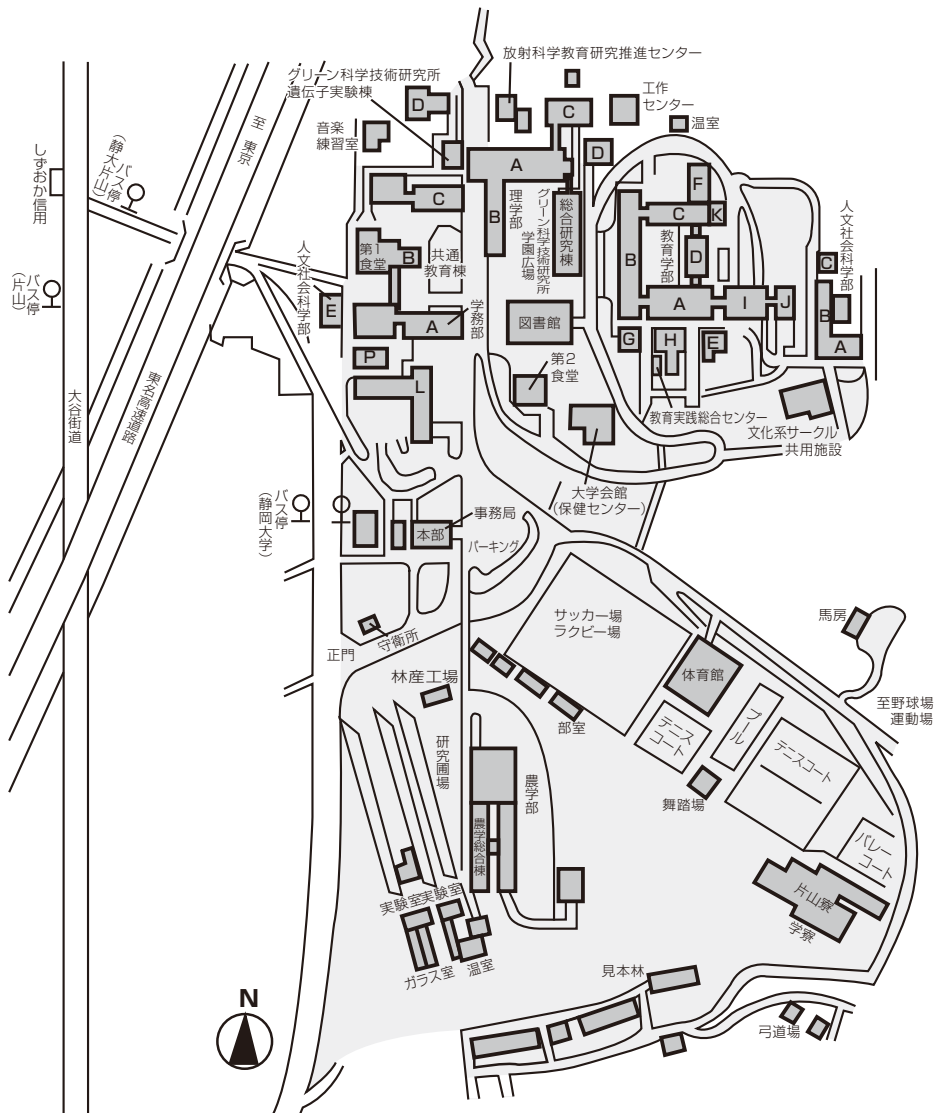 放射科学教育研究推進センター
グリーン科学技術研究所
遺伝子実験棟
工作
センター
温室
音楽
練習室
D
C
A
D
B
C
理学部
グリーン科学技術研究所
学園広場
総合研究棟
至 東京
バス停
(静大片山)
しずおか信用
バス停
(片山)
大谷街道
東名高速道路
人文社会科学部
E
第1
食堂
B
共通
教育棟
A
学務部
P
L
図書館
第2
食堂
F
C
K
B
教育学部
D
A
I
J
G
H
E
人文社会科学部
C
B
A
教育実践総合センター
文化系サークル
共用施設
大学会館
(保健センター)
バス停
(静岡大学)
事務局
本部
パーキング
守衛所
正門
サッカー場
ラクビー場
馬房
体育館
至野球場
運動場
林産工場
部室
テニス
コート
プール
テニスコート
舞踏場
バレー
コート
研究圃場
農学部
農学総合棟
片山寮
学寮
実験室
実験室
ガラス室
温室
見本林
弓道場
N